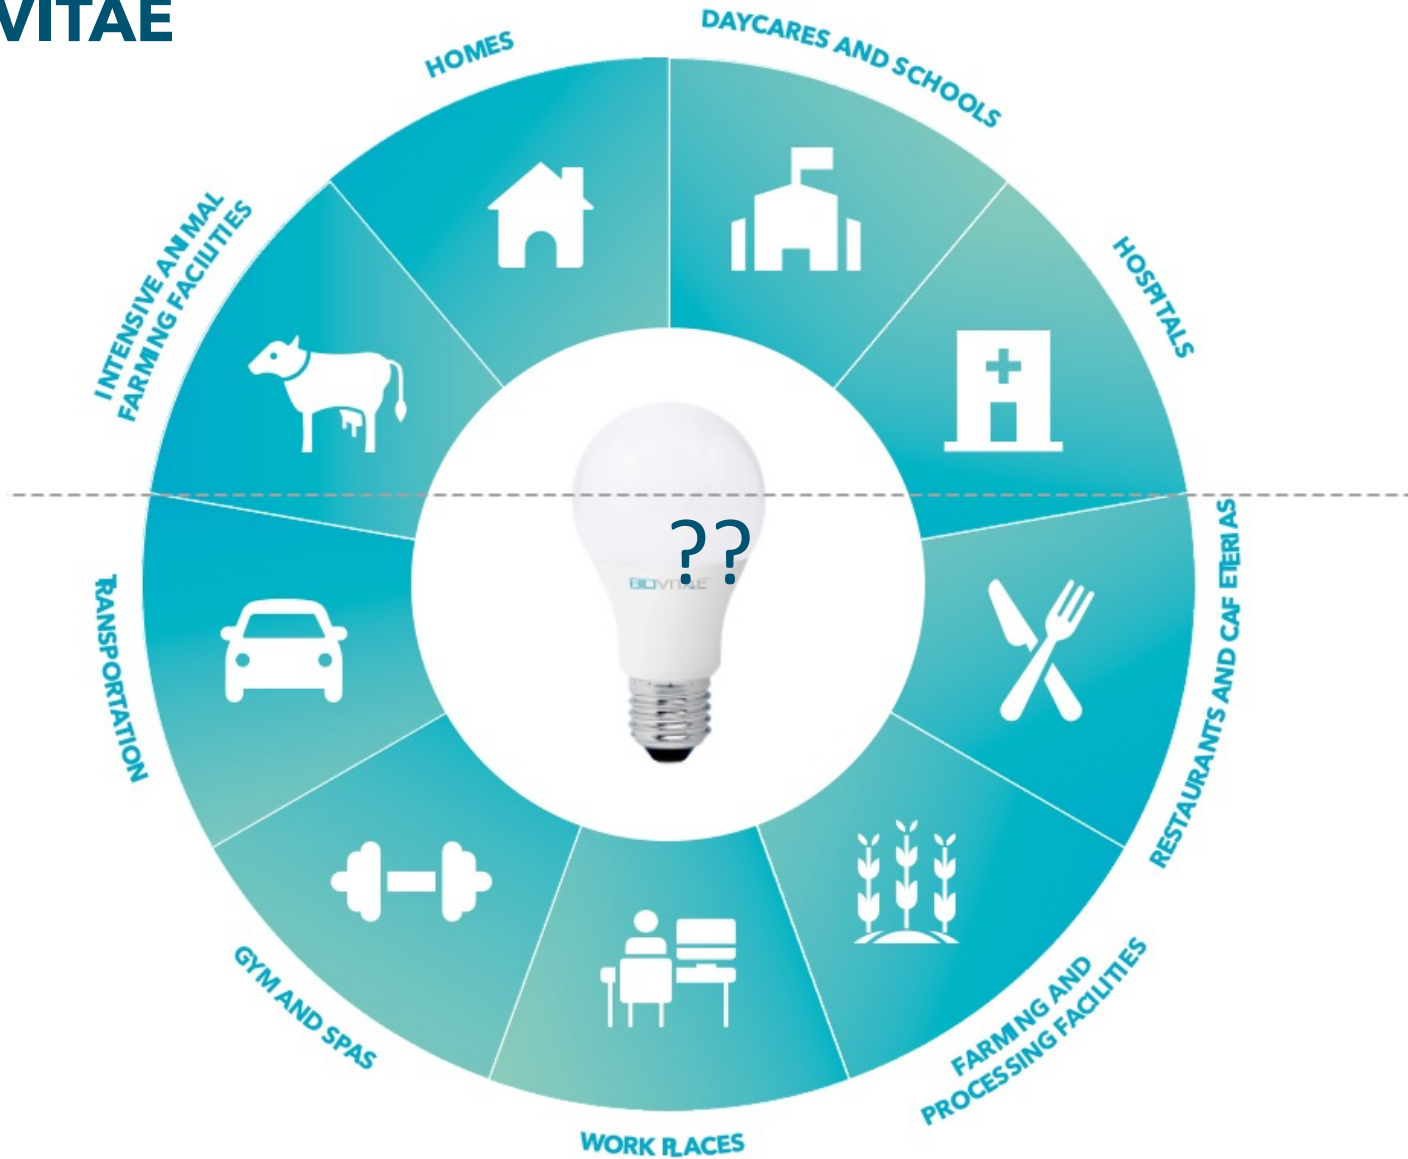 VITAE
HOMES
DAYCARES AND SCHOOLS
INTENSIVE ANIMAL
FARMING FACILITIES
HOSPITALS
??
BIOVITAE
TRANSPORTATION
RESTAURANTS AND CAFETERIAS
GYM AND SPAS
FARMING AND
PROCESSING FACILITIES
WORK PLACES